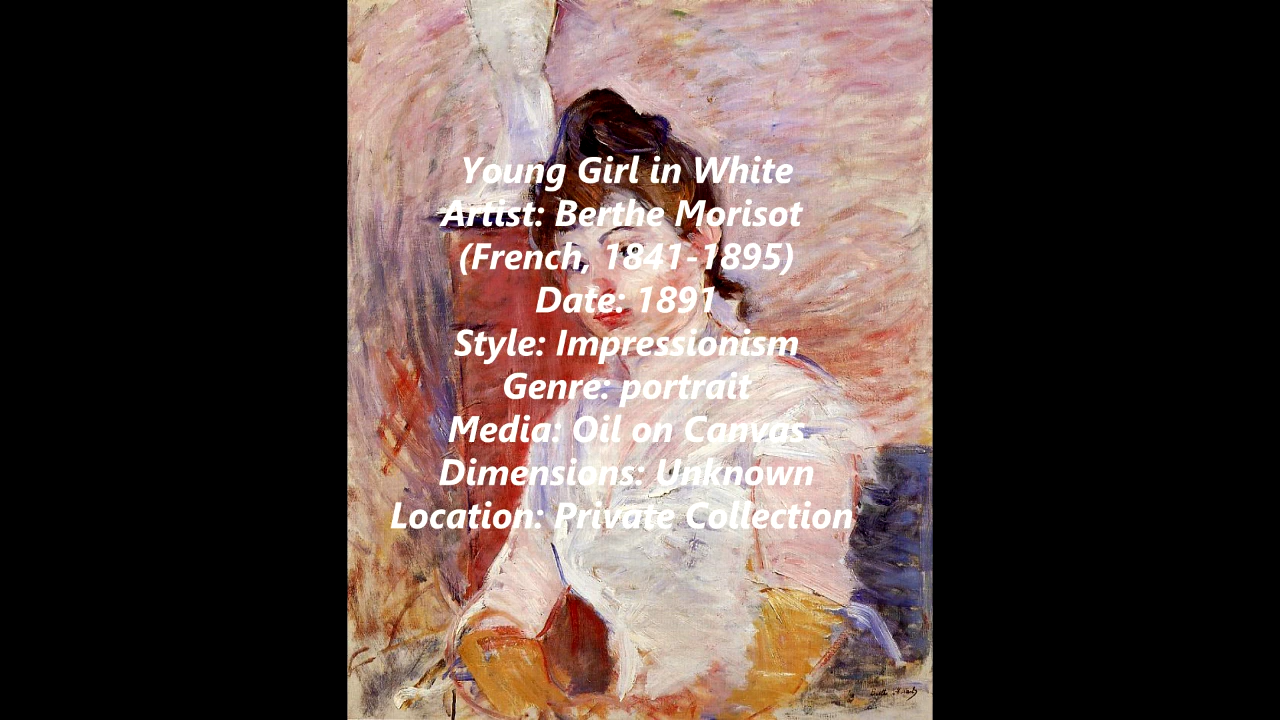 Young Girl in White
Artist: Berthe Morisot
(French, 1841-1895)
Date: 1891
Style: Impressionism
Genre: portrait
Media: Oil on Canvas
Dimensions: Unknown
Location: Private Collection